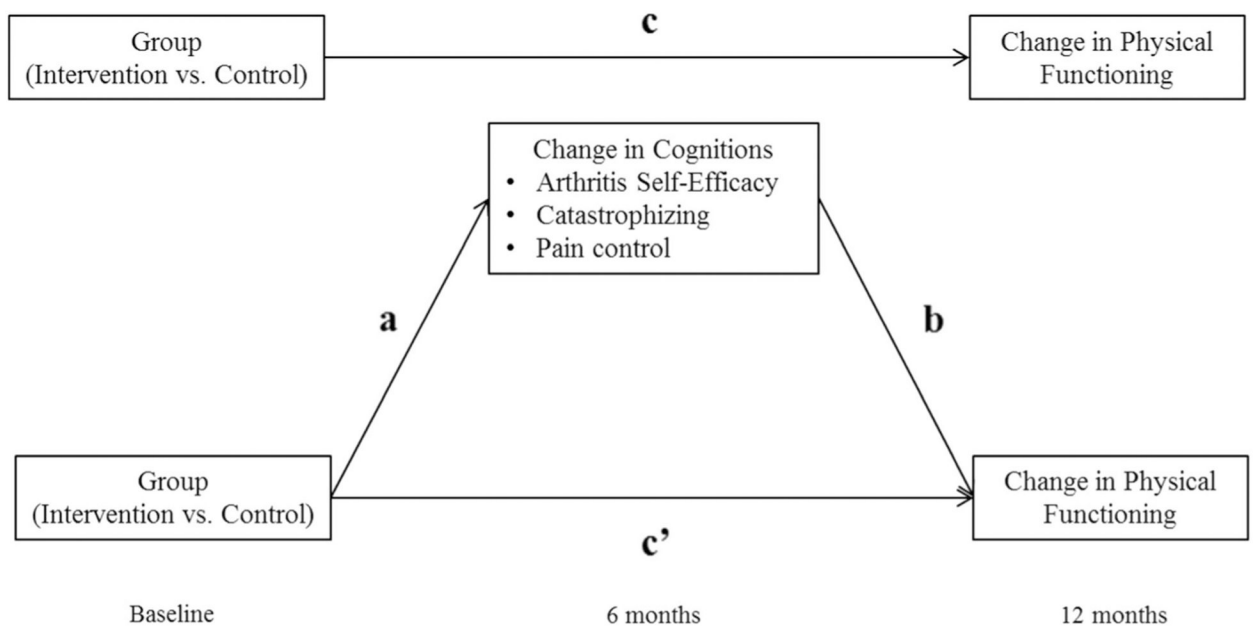 c
Group
(Intervention vs. Control)
Change in Physical
Functioning
Change in Cognitions
• Arthritis Self-Efficacy
• Catastrophizing
• Pain control
a
b
Group
(Intervention vs. Control)
Change in Physical
Functioning
c’
Baseline
6 months
12 months